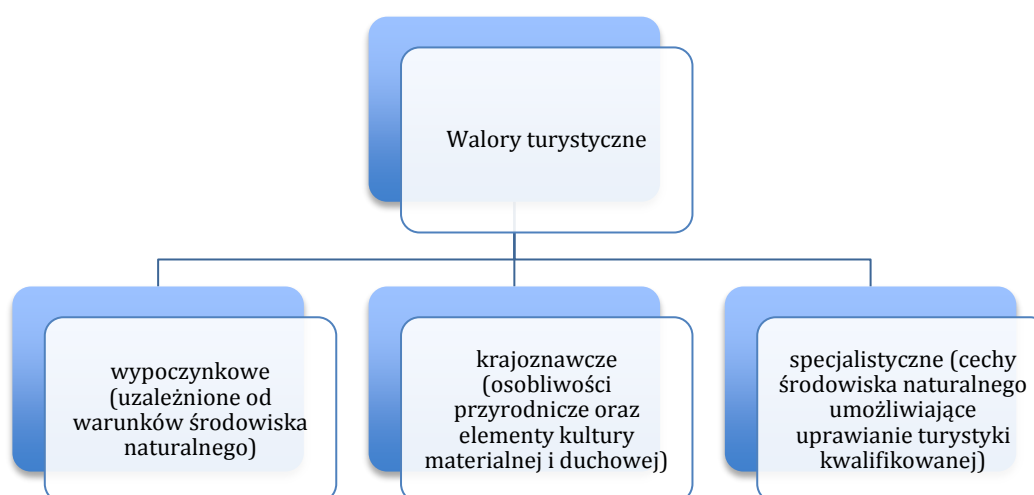 Walory turystyczne
wypoczynkowe
(uzależnione od
warunków środowiska
naturalnego)
krajoznawcze
(osobliwości
przyrodnicze oraz
elementy kultury
materialnej i duchowej)
specjalistyczne (cechy
środowiska naturalnego
umożliwiające
uprawianie turystyki
kwalifikowanej)